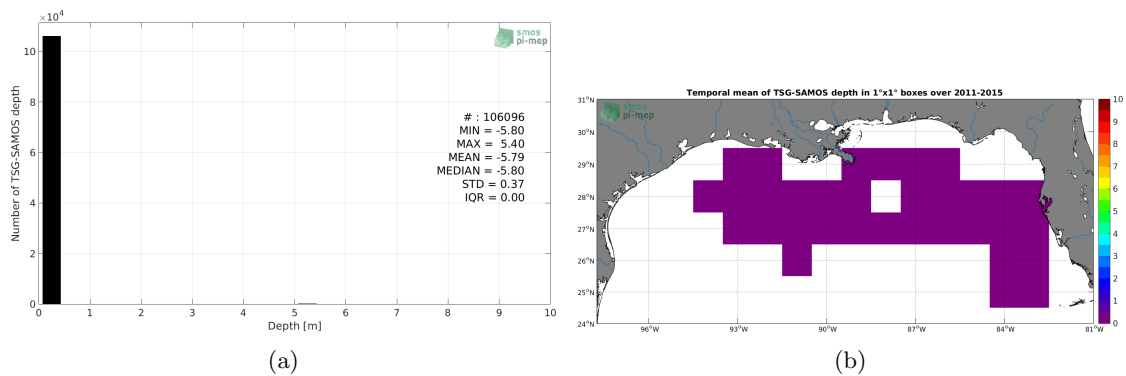 ×10⁴
smos
pi-mep
10
8
6
4
2
0
Number of TSG-SAMOS depth
# : 106096
MIN = -5.80
MAX = 5.40
MEAN = -5.79
MEDIAN = -5.80
STD = 0.37
IQR = 0.00
0 1 2 3 4 5 6 7 8 9 10
Depth [m]
(a)
Temporal mean of TSG-SAMOS depth in 1°x1° boxes over 2011-2015
smos
pi-mep
31°N
30°N
29°N
28°N
27°N
26°N
25°N
24°N
96°W 93°W 90°W 87°W 84°W 81°W
10
9
8
7
6
5
4
3
2
1
0
(b)